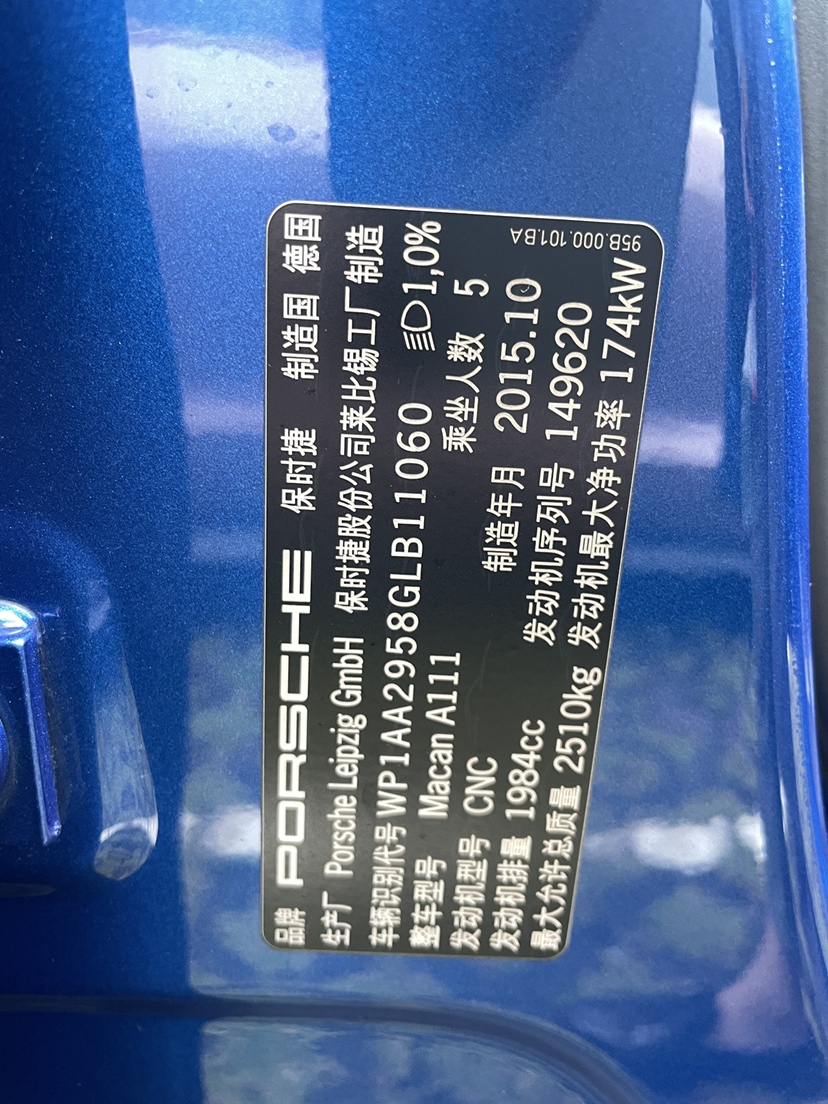 品牌 PORSCHE 保时捷 制造国 德国
生产厂 Porsche Leipzig GmbH 保时捷股份公司莱比锡工厂制造
车辆识别代号 WP1AA2958GLB11060 1,0%
整车型号 Macan A111 乘坐人数 5
发动机型号 CNC 制造年月 2015.10
发动机排量 1984cc 发动机序列号 149620
最大允许总质量 2510kg 发动机最大净功率 174kW
95B.000.101.BA